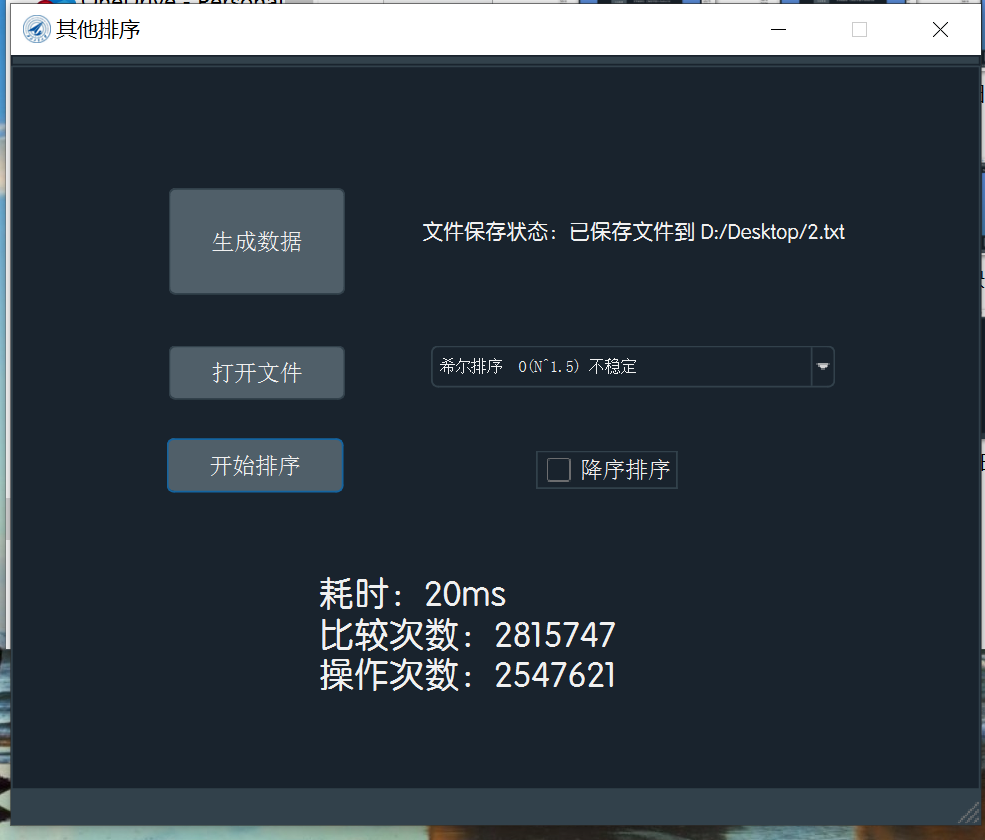 OneDrive - Personal
其他排序
生成数据
文件保存状态：已保存文件到 D:/Desktop/2.txt
打开文件
希尔排序 O(N^1.5) 不稳定
开始排序
降序排序
耗时：20ms
比较次数：2815747
操作次数：2547621